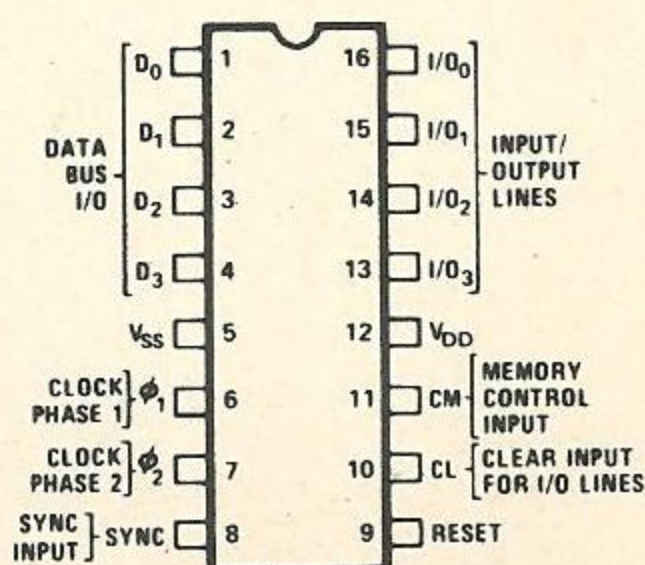 D0 1 16 I/O0
D1 2 15 I/O1
DATA
BUS
I/O
INPUT/
OUTPUT
LINES
D2 3 14 I/O2
D3 4 13 I/O3
VSS 5 12 VDD
CLOCK
PHASE 1
ϕ1 6 11 CM
MEMORY
CONTROL
INPUT
CLOCK
PHASE 2
ϕ2 7 10 CL
CLEAR INPUT
FOR I/O LINES
SYNC
INPUT
SYNC 8 9 RESET